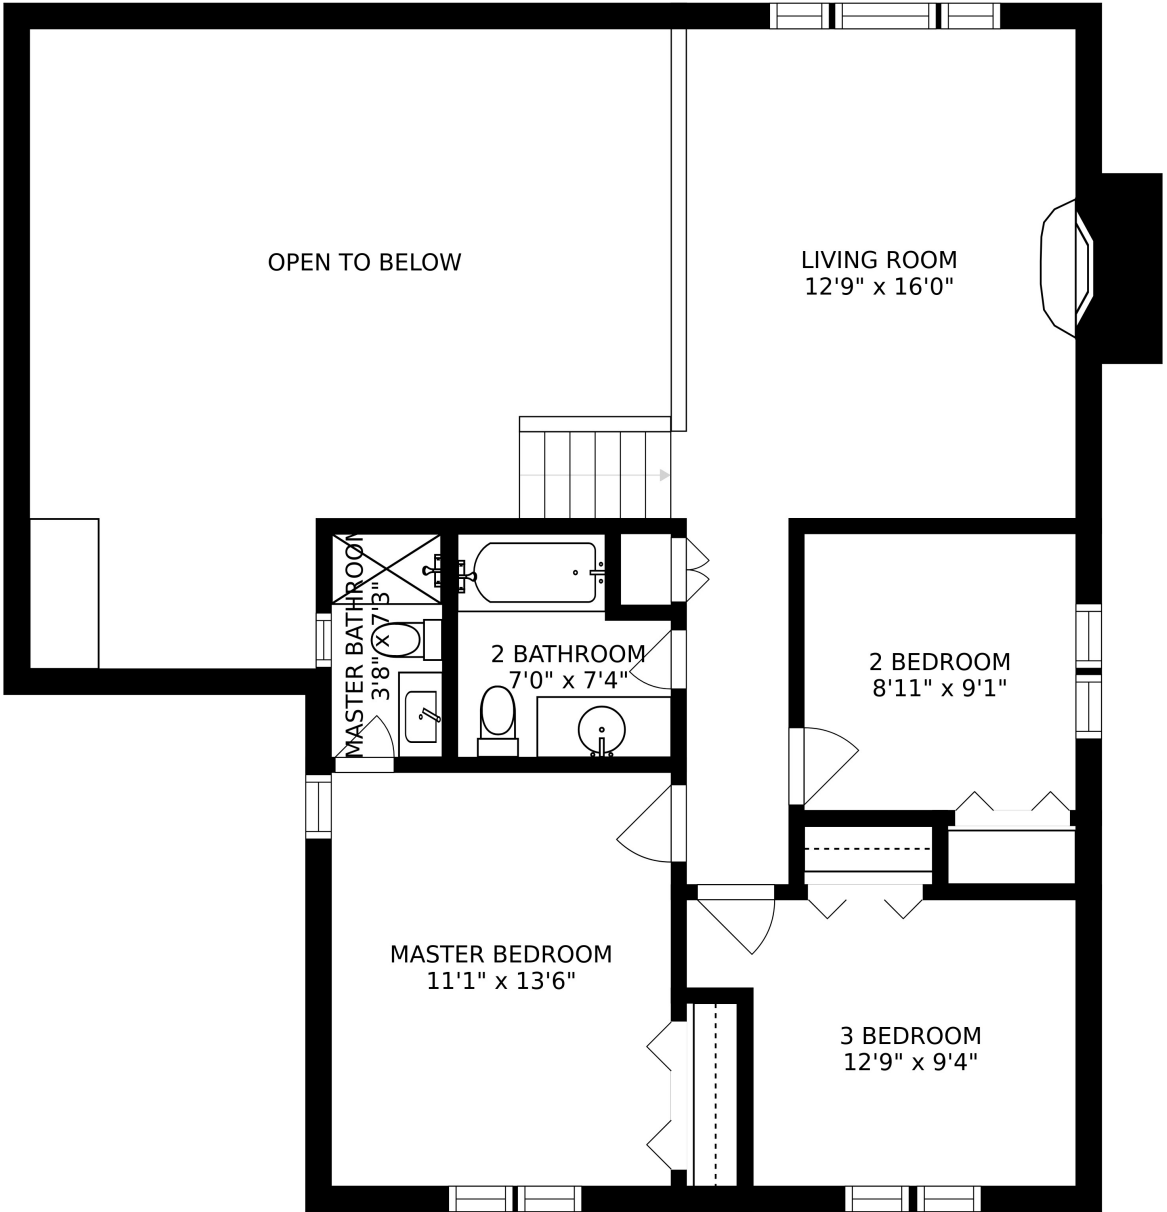 OPEN TO BELOW
LIVING ROOM
12'9" x 16'0"
MASTER BATHROOM
3'8" x 7'3"
2 BATHROOM
7'0" x 7'4"
2 BEDROOM
8'11" x 9'1"
MASTER BEDROOM
11'1" x 13'6"
3 BEDROOM
12'9" x 9'4"